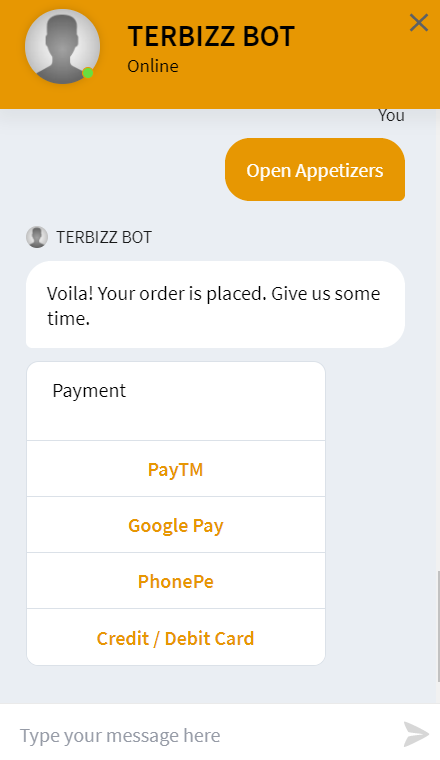 TERBIZZ BOT
Online
You
Open Appetizers
TERBIZZ BOT
Voila! Your order is placed. Give us some
time.
Payment
PayTM
Google Pay
PhonePe
Credit / Debit Card
Type your message here